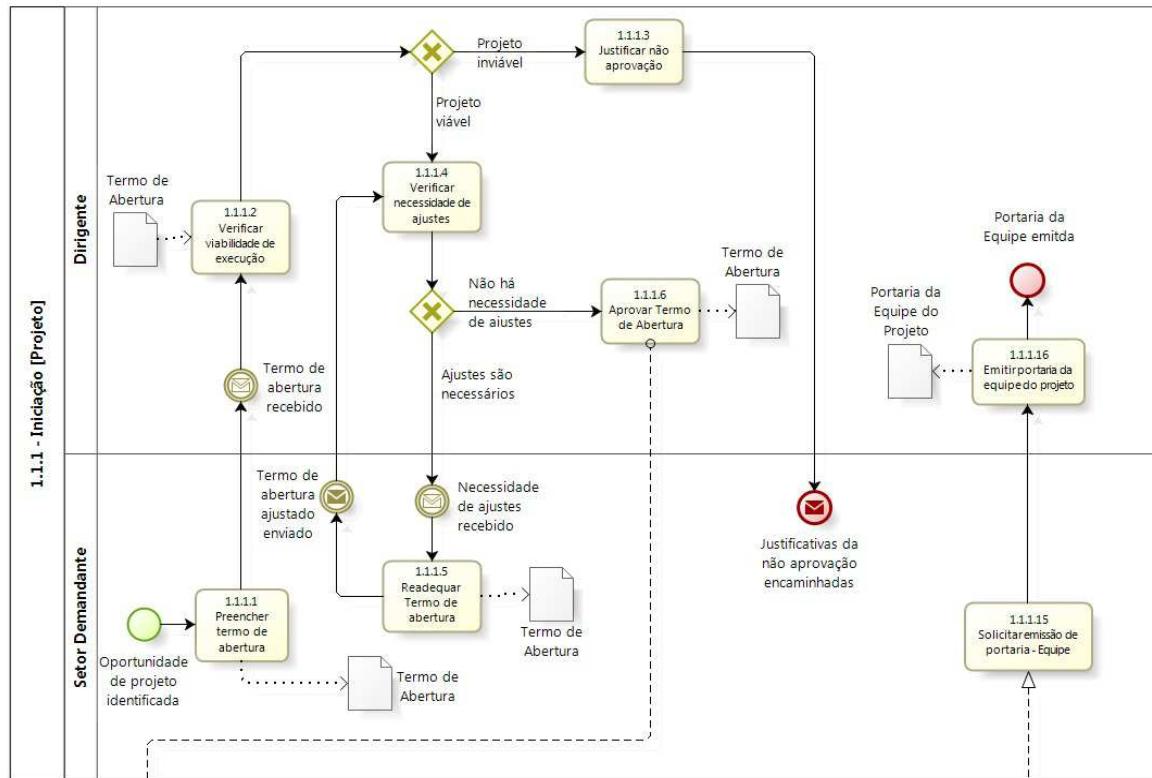 1.1.1 - Iniciação [Projeto]
Dirigente
Projeto
inviável
1.1.1.3
Justificar não
aprovação
Projeto
viável
Termo de
Abertura
1.1.1.2
Verificar
viabilidade de
execução
1.1.1.4
Verificar
necessidade de
ajustes
Não há
necessidade
de ajustes
1.1.1.6
Aprovar Termo
de Abertura
Termo de
Abertura
Portaria da
Equipe emitda
Portaria da
Equipe do
Projeto
1.1.1.16
Emitir portaria da
equipe do projeto
Termo de
abertura
recebido
Ajustes são
necessários
Setor Demandante
Termo de
abertura
ajustado
enviado
Necessidade
de ajustes
recebido
Justificativas da
não aprovação
encaminhadas
1.1.1.1
Preencher
termo de
abertura
1.1.1.5
Readequar
Termo de
abertura
Termo de
Abertura
1.1.1.15
Solicitar emissão de
portaria - Equipe
Oportunidade
de projeto
identificada
Termo de
Abertura